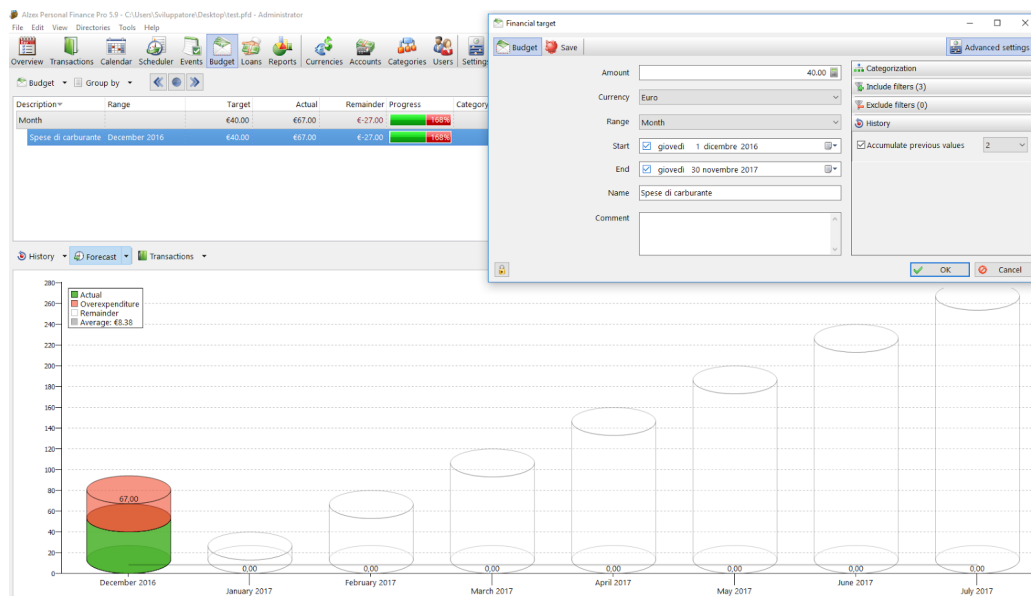 Alzex Personal Finance Pro 5.9 - C:\Users\Sviluppatore\Desktop\test.pfd - Administrator
File Edit View Directories Tools Help
Overview Transactions Calendar Scheduler Events Budget Loans Reports Currencies Accounts Categories Users Settings
Budget Group by
Description Range Target Actual Remainder Progress Category
Month €40.00 €67.00 €-27.00 168%
Spese di carburante December 2016 €40.00 €67.00 €-27.00 168%
Financial target
Budget Save Advanced settings
Amount 40.00
Currency Euro
Range Month
Start giovedì 1 dicembre 2016
End giovedì 30 novembre 2017
Name Spese di carburante
Comment
Categorization
Include filters (3)
Exclude filters (0)
History
Accumulate previous values 2
OK Cancel
History Forecast Transactions
280
260
240
220
200
180
160
140
120
100
80
60
40
20
0
Actual
Overexpenditure
Remainder
Average: €8.38
67,00
0,00 0,00 0,00 0,00 0,00 0,00 0,00
December 2016 January 2017 February 2017 March 2017 April 2017 May 2017 June 2017 July 2017